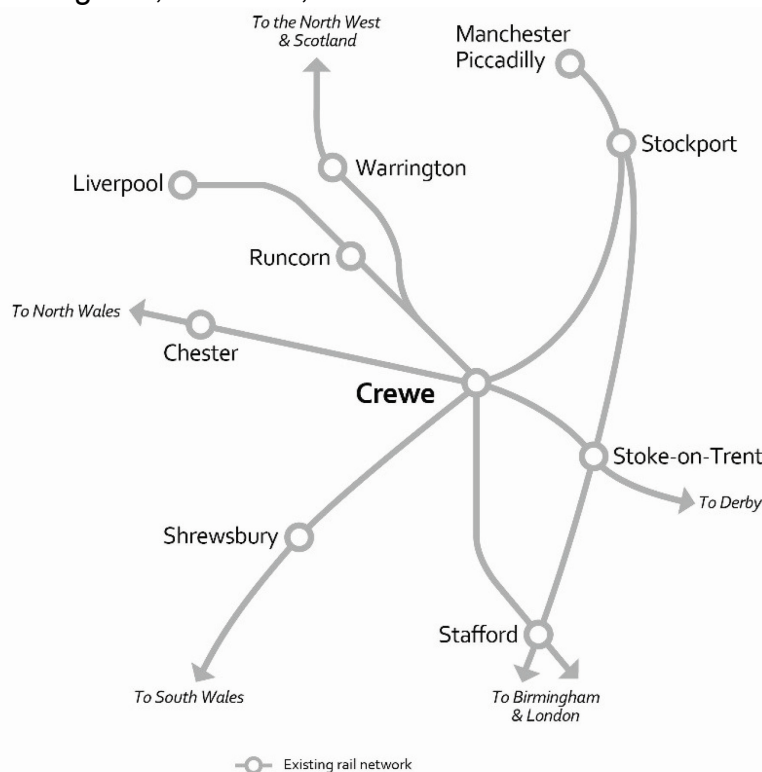 To the North West
& Scotland
Manchester
Piccadilly
Stockport
Warrington
Liverpool
Runcorn
To North Wales
Chester
Crewe
Stoke-on-Trent
To Derby
Shrewsbury
Stafford
To South Wales
To Birmingham
& London
Existing rail network